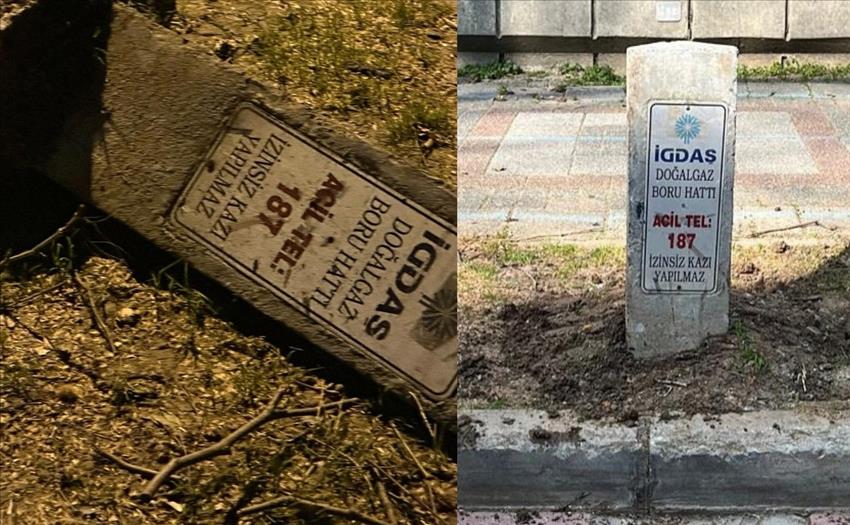 İGDAŞ
DOĞALGAZ
BORU HATTI
ACİL TEL:
187
İZİNSİZ KAZI
YAPILMAZ
İGDAŞ
DOĞALGAZ
BORU HATTI
ACİL TEL:
187
İZİNSİZ KAZI
YAPILMAZ